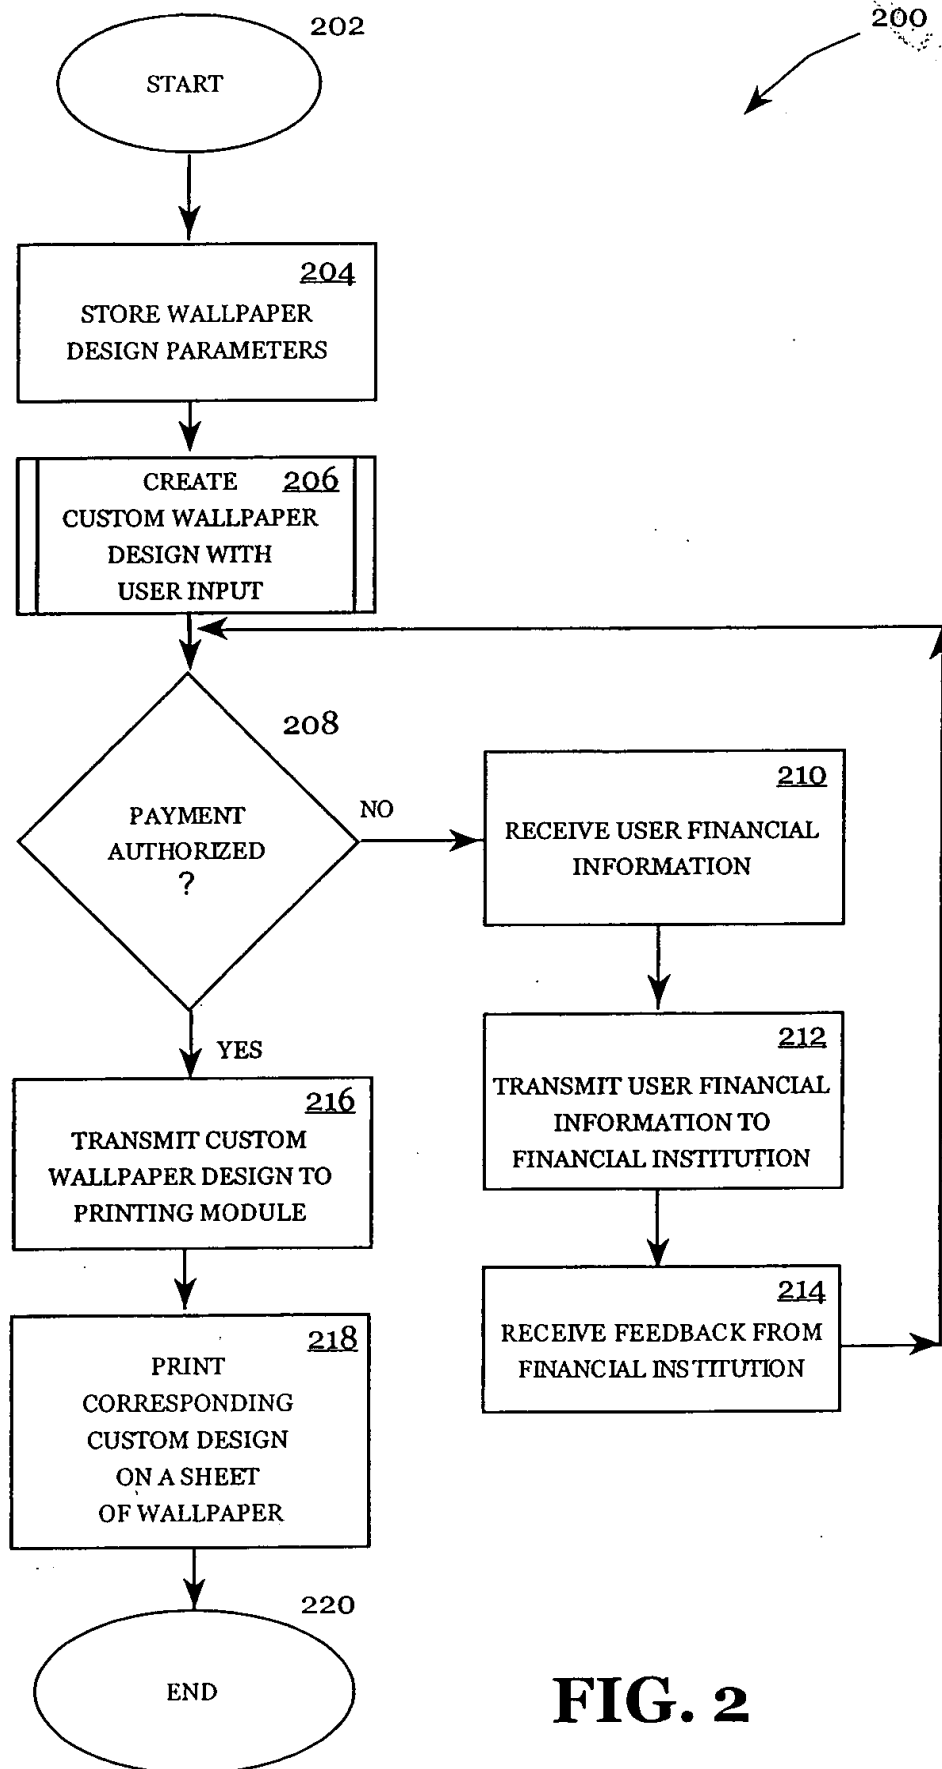 202
200
START
204
STORE WALLPAPER
DESIGN PARAMETERS
CREATE 206
CUSTOM WALLPAPER
DESIGN WITH
USER INPUT
208
PAYMENT
AUTHORIZED
?
NO
210
RECEIVE USER FINANCIAL
INFORMATION
YES
212
TRANSMIT USER FINANCIAL
INFORMATION TO
FINANCIAL INSTITUTION
216
TRANSMIT CUSTOM
WALLPAPER DESIGN TO
PRINTING MODULE
214
RECEIVE FEEDBACK FROM
FINANCIAL INSTITUTION
218
PRINT
CORRESPONDING
CUSTOM DESIGN
ON A SHEET
OF WALLPAPER
220
END
FIG. 2